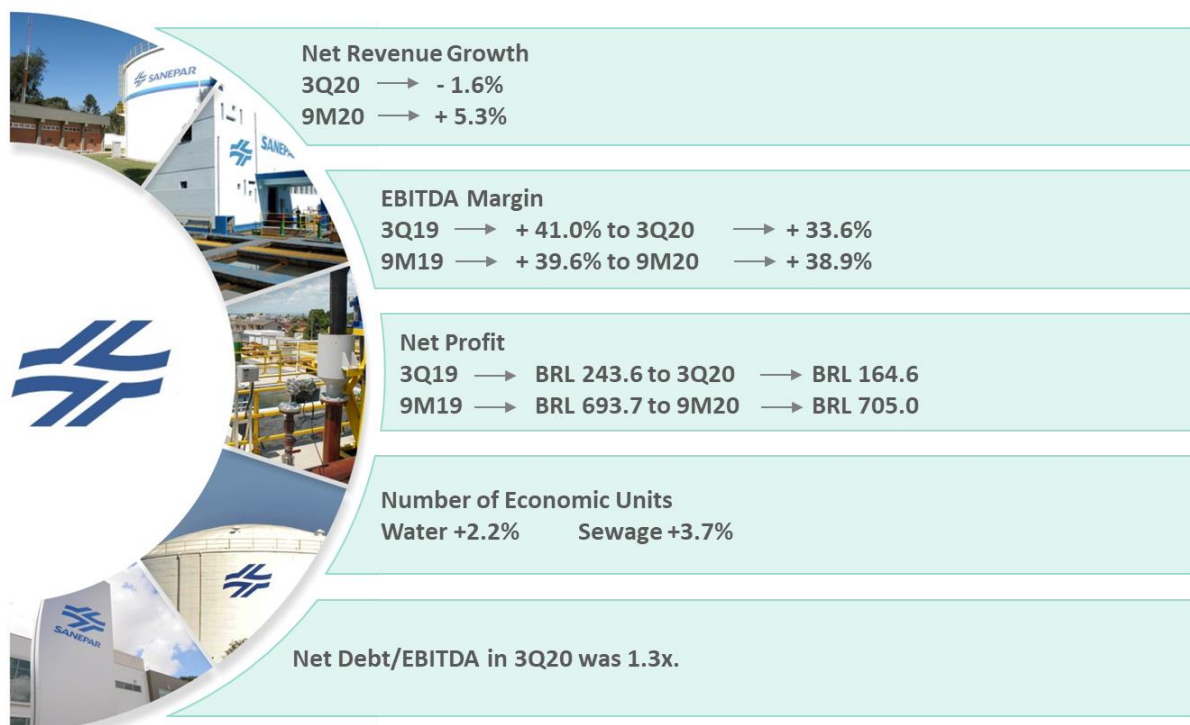 SANEPAR
SANEPAR
SANEPAR
Net Revenue Growth
3Q20 → - 1.6%
9M20 → + 5.3%
EBITDA Margin
3Q19 → + 41.0% to 3Q20 → + 33.6%
9M19 → + 39.6% to 9M20 → + 38.9%
Net Profit
3Q19 → BRL 243.6 to 3Q20 → BRL 164.6
9M19 → BRL 693.7 to 9M20 → BRL 705.0
Number of Economic Units
Water +2.2% Sewage +3.7%
Net Debt/EBITDA in 3Q20 was 1.3x.